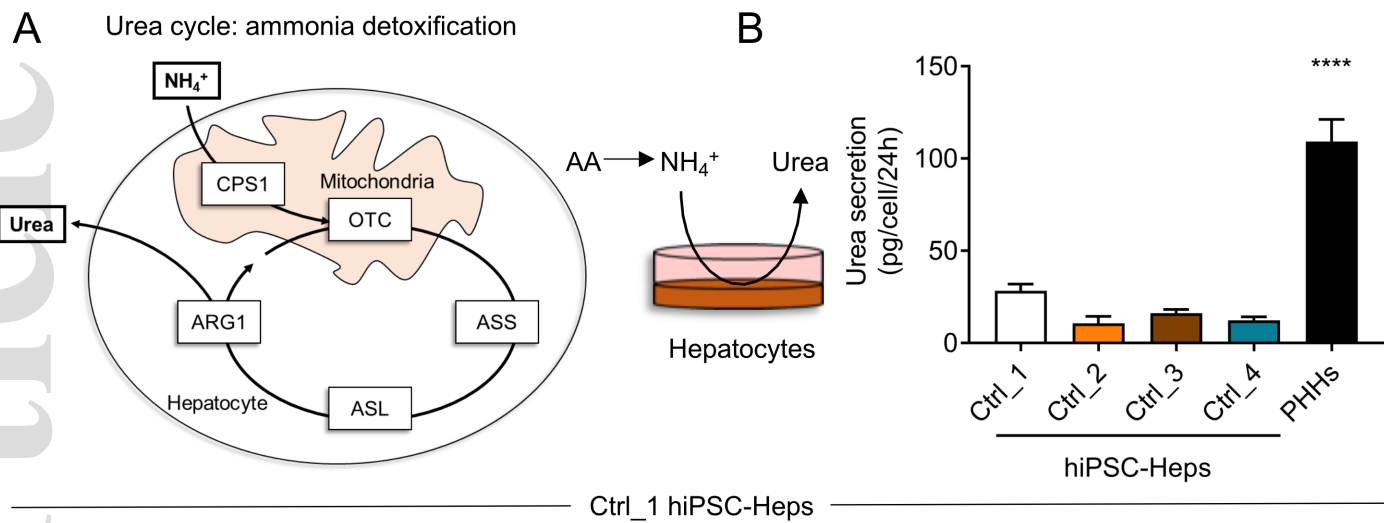 A
Urea cycle: ammonia detoxification
NH₄⁺
CPS1
Mitochondria
OTC
Urea
ARG1
ASS
Hepatocyte
ASL
AA
NH₄⁺
Urea
Hepatocytes
B
Urea secretion
(pg/cell/24h)
150
100
50
0
****
Ctrl_1
Ctrl_2
Ctrl_3
Ctrl_4
PHHs
hiPSC-Heps
Ctrl_1 hiPSC-Heps